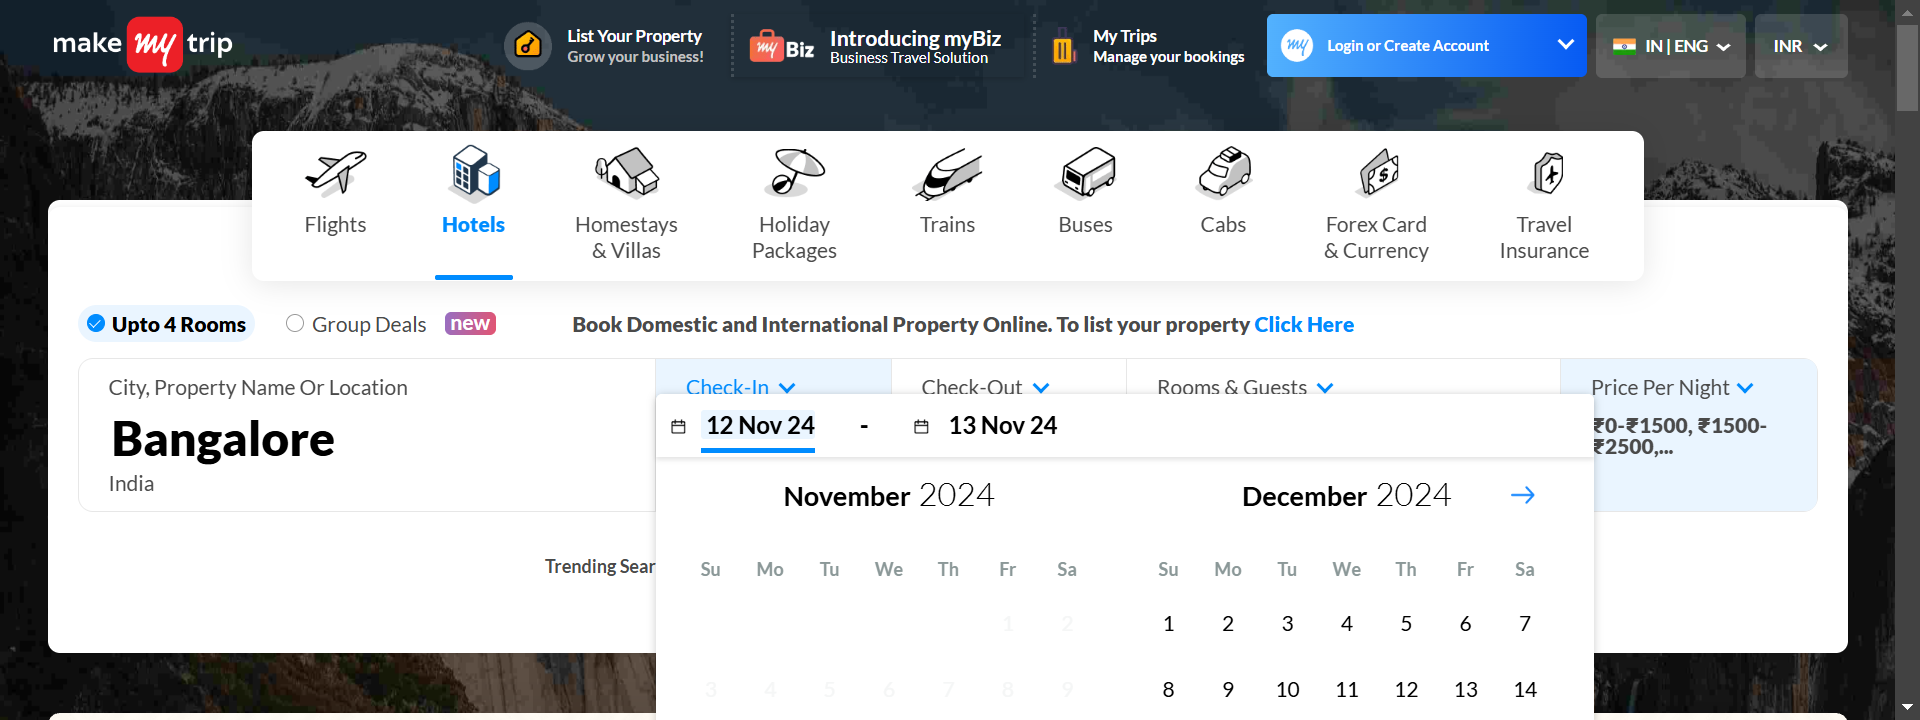 make my trip
List Your Property
Grow your business!
my Biz
Introducing myBiz
Business Travel Solution
My Trips
Manage your bookings
my
Login or Create Account
IN | ENG
INR
Flights
Hotels
Homestays
& Villas
Holiday
Packages
Trains
Buses
Cabs
Forex Card
& Currency
Travel
Insurance
Upto 4 Rooms
Group Deals
new
Book Domestic and International Property Online. To list your property Click Here
City, Property Name Or Location
Bangalore
India
Check-In
Check-Out
Rooms & Guests
Price Per Night
₹0-₹1500, ₹1500-
₹2500,...
12 Nov 24 - 13 Nov 24
November 2024
December 2024
Su Mo Tu We Th Fr Sa
1 2
3 4 5 6 7 8 9
Su Mo Tu We Th Fr Sa
1 2 3 4 5 6 7
8 9 10 11 12 13 14
Trending Sear